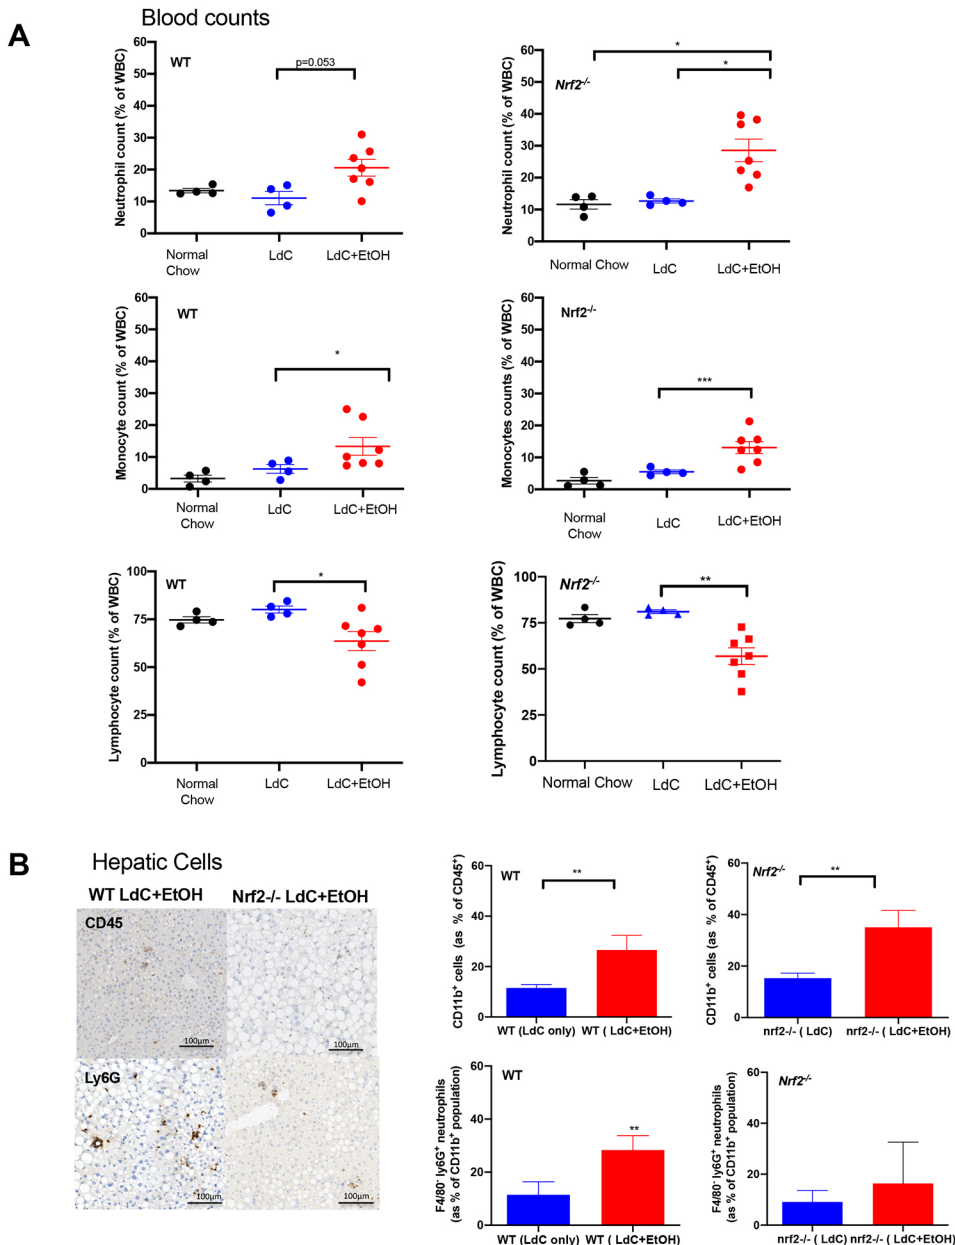 Blood counts
A
Neutrophil count (% of WBC)
60
50
40
30
20
10
0
WT
p=0.053
Normal
Chow
LdC
LdC+EtOH
Neutrophil count (% of WBC)
60
50
40
30
20
10
0
Nrf2-/-
*
*
Normal Chow
LdC
LdC+EtOH
Monocyte count (% of WBC)
60
50
40
30
20
10
0
WT
*
Normal
Chow
LdC
LdC+EtOH
Monocytes counts (% of WBC)
60
50
40
30
20
10
0
Nrf2-/-
***
Normal
Chow
LdC
LdC+EtOH
Lymphocyte count (% of WBC)
100
75
50
25
0
WT
*
Normal
Chow
LdC
LdC+EtOH
Lymphocyte count (% of WBC)
100
75
50
25
0
Nrf2-/-
**
Normal Chow
LdC
LdC+EtOH
B
Hepatic Cells
WT LdC+EtOH
Nrf2-/- LdC+EtOH
CD45
100μm
100μm
Ly6G
100μm
100μm
CD11b+ cells (as % of CD45+)
60
40
20
0
WT
**
WT (LdC only)
WT ( LdC+EtOH)
CD11b+ cells (as % of CD45+)
60
40
20
0
Nrf2-/-
**
nrf2-/- ( LdC)
nrf2-/- ( LdC+EtOH)
F4/80- ly6G+ neutrophils
(as % of CD11b+ population)
60
40
20
0
WT
**
WT (LdC only)
WT ( LdC+EtOH)
F4/80- ly6G+ neutrophils
(as % of CD11b+ population)
60
40
20
0
Nrf2-/-
nrf2-/- ( LdC)
nrf2-/- ( LdC+EtOH)